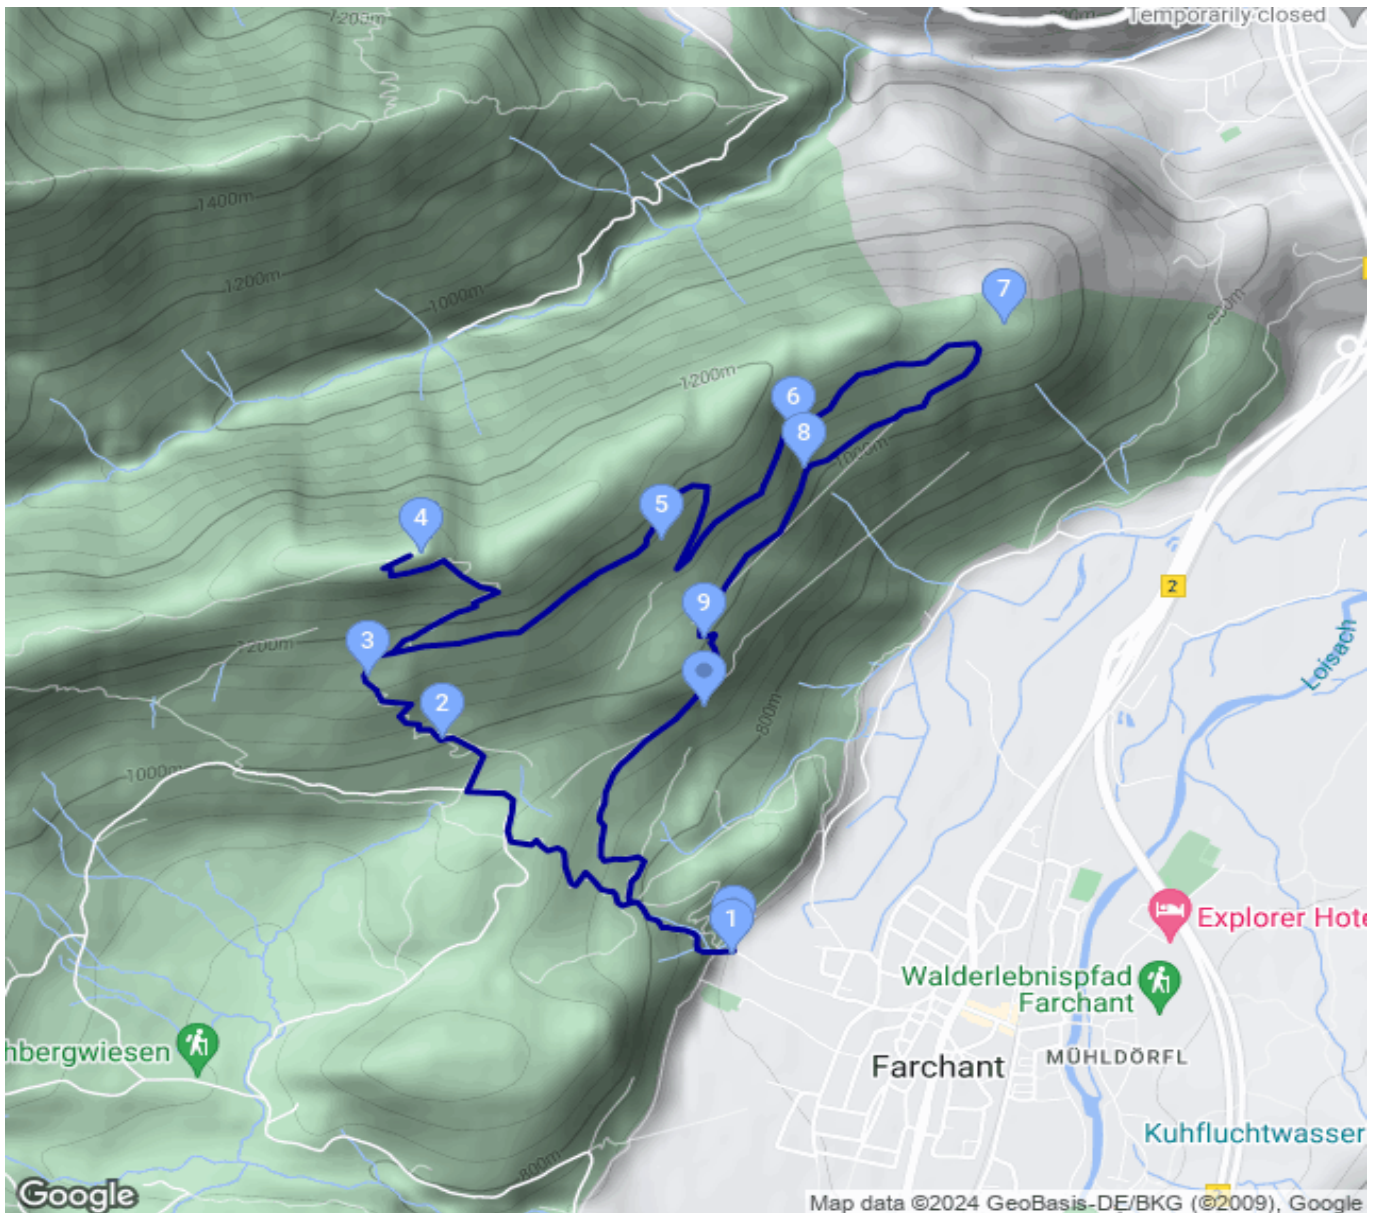 1200m
Temporarily closed
1400m
1200m
1000m
800m
7
1200m
6
8
1000m
5
4
2
9
3
1200m
Loisach
2
800m
1000m
1
Explorer Hote
Walderlebnispfad
Farchant
hbergwiesen
MÜHLDÖRFL
Farchant
Kuhfluchtwasser
800m
Google
Map data ©2024 GeoBasis-DE/BKG (©2009), Google